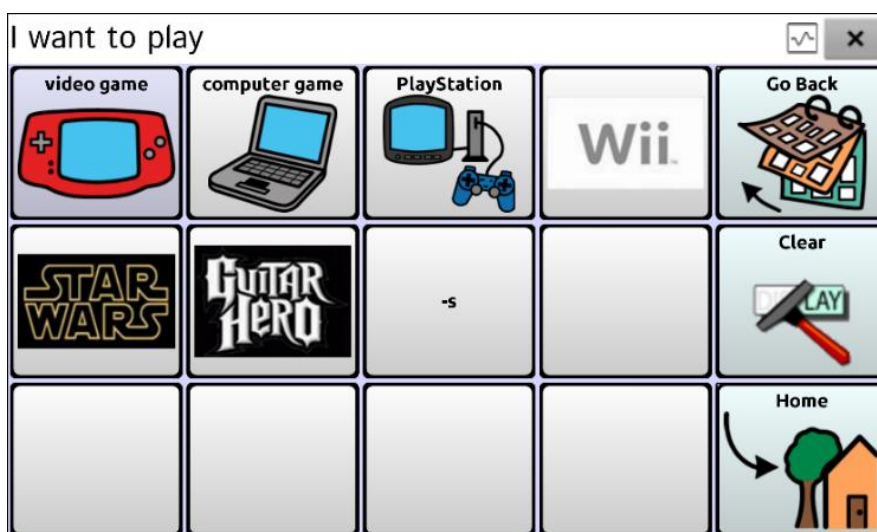 I want to play
video game
computer game
PlayStation
Wii
Go Back
STAR
WARS
GUITAR
HERO
-s
Clear
DISPLAY
Home